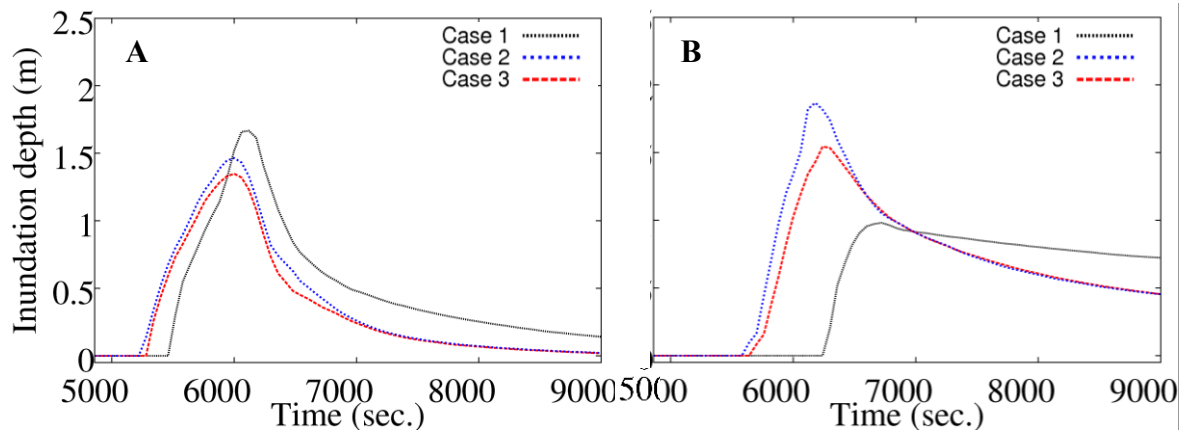 A
Case 1
Case 2
Case 3
2.5
2
1.5
1
0.5
0
Inundation depth (m)
5000 6000 7000 8000 9000
Time (sec.)
B
Case 1
Case 2
Case 3
5000 6000 7000 8000 9000
Time (sec.)